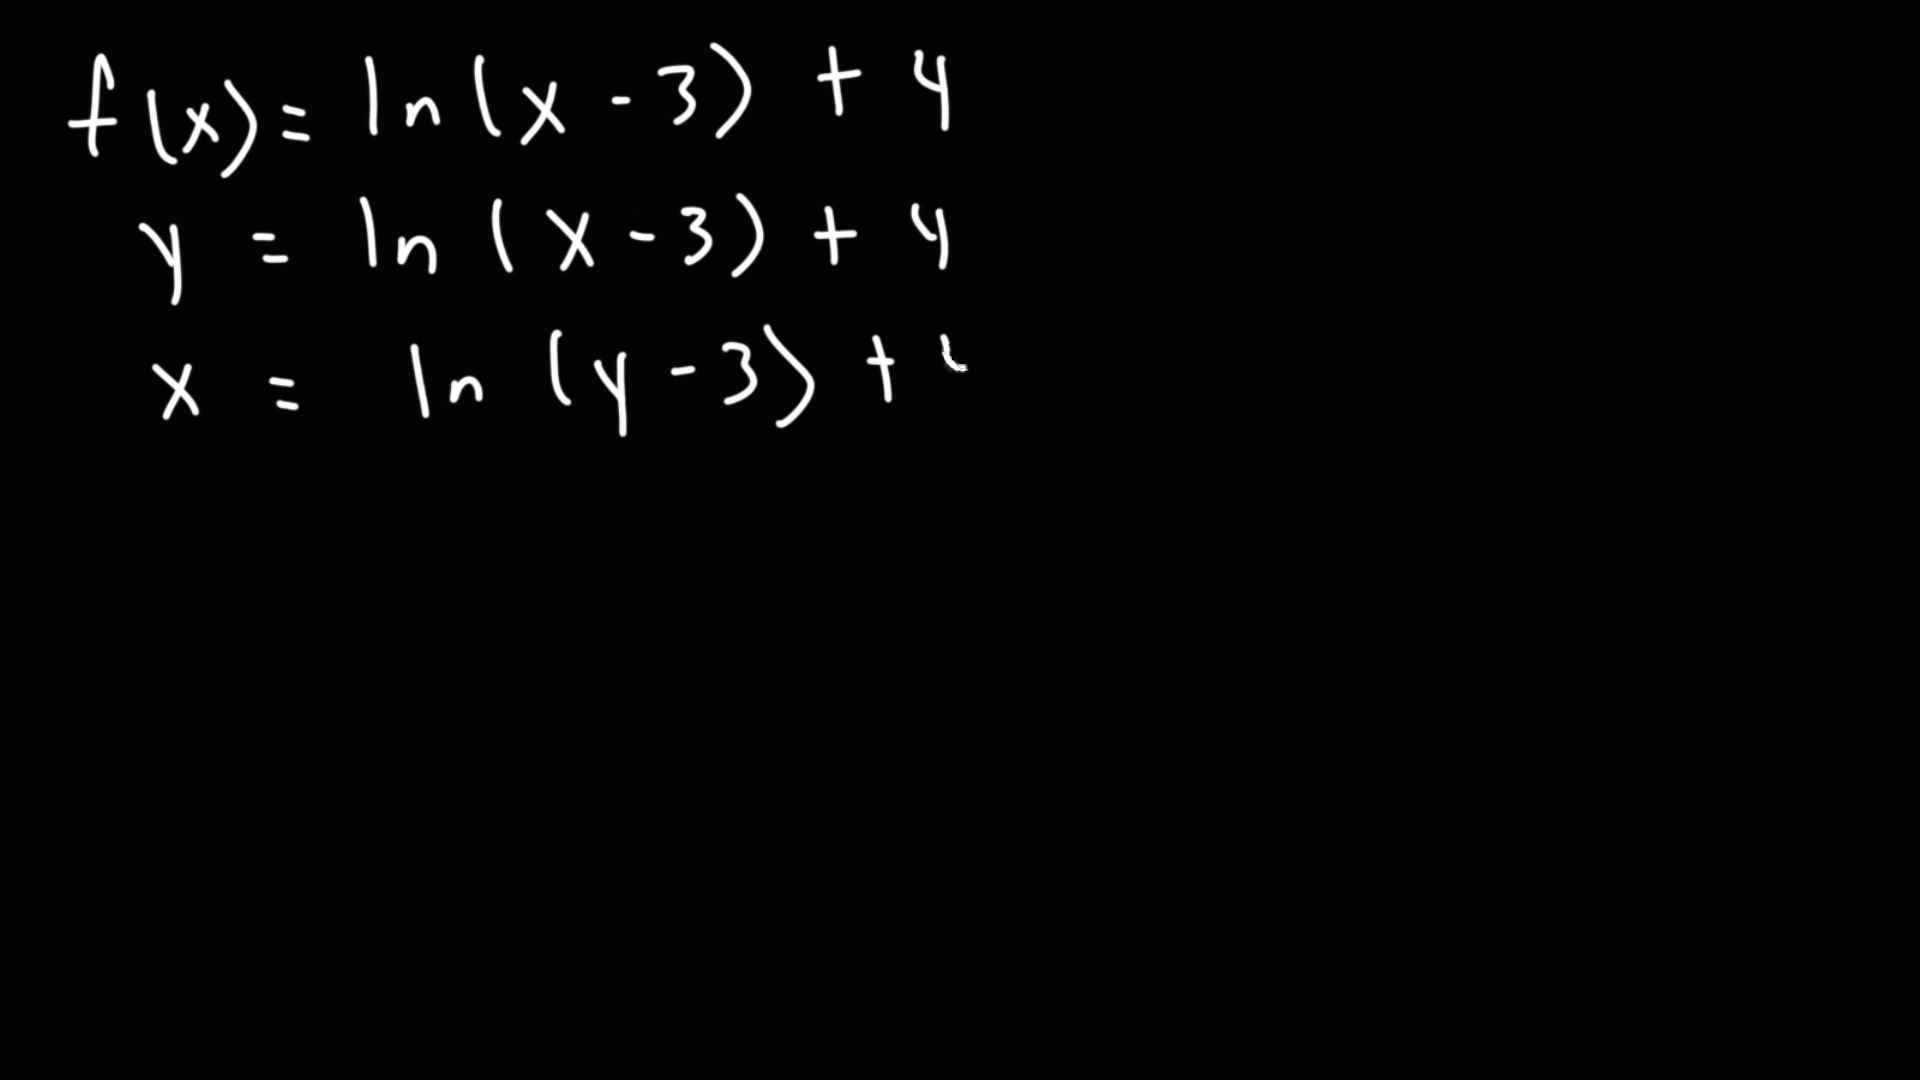 f(x) = ln(x - 3) + 4
y = ln(x - 3) + 4
x = ln(y - 3) +